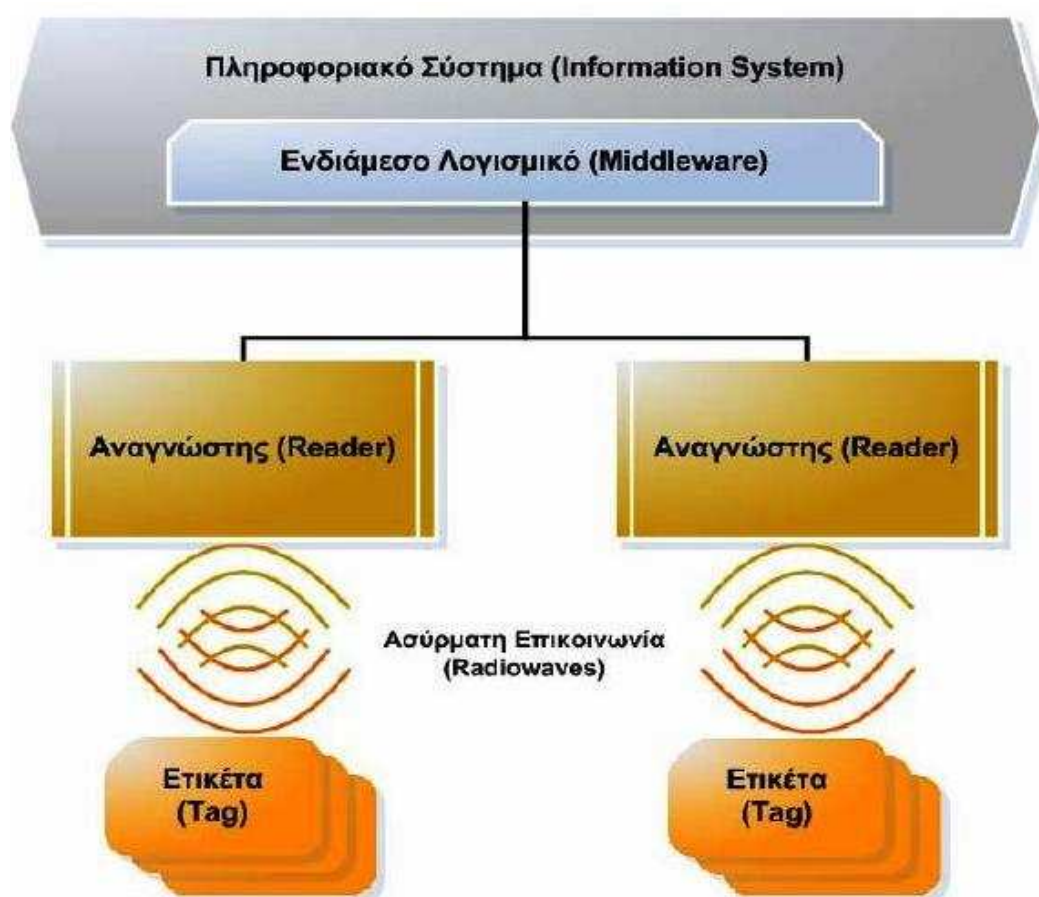 Πληροφοριακό Σύστημα (Information System)
Ενδιάμεσο Λογισμικό (Middleware)
Αναγνώστης (Reader)
Αναγνώστης (Reader)
Ασύρματη Επικοινωνία
(Radiowaves)
Ετικέτα
(Tag)
Ετικέτα
(Tag)